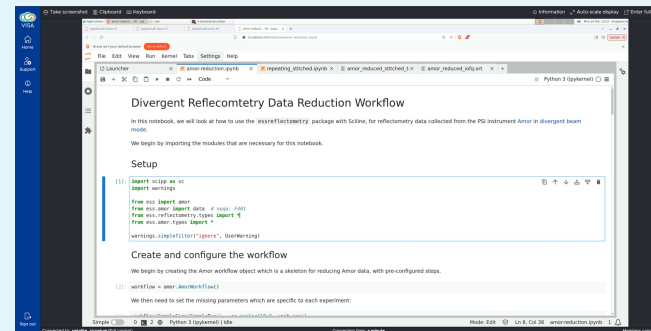 VISA
Take screenshot
Clipboard
Keyboard
Information
Auto-scale display
Enter full
Home
Support
Help
Sign out
Brave isn't your default browser
File Edit View Run Kernel Tabs Settings Help
Launcher
amor-reduction.ipynb
repeating_stitched.ipynb
amor_reduced_stitched_t
amor_reduced_iofq.ort
Code
Python 3 (ipykernel)
Divergent Reflecomtetry Data Reduction Workflow
In this notebook, we will look at how to use the essreflectometry package with Sciline, for reflectometry data collected from the PSI instrument Amor in divergent beam
mode.
We begin by importing the modules that are necessary for this notebook.
Setup
[1]: import scipp as sc
import warnings
from ess import amor
from ess.amor import data # noqa: F401
from ess.reflectometry.types import *
from ess.amor.types import *
warnings.simplefilter("ignore", UserWarning)
Create and configure the workflow
We begin by creating the Amor workflow object which is a skeleton for reducing Amor data, with pre-configured steps.
[2]: workflow = amor.AmorWorkflow()
We then need to set the missing parameters which are specific to each experiment:
Simple 0 2 Python 3 (ipykernel) | Idle
Mode: Edit Ln 6, Col 38 amor-reduction.ipynb 1